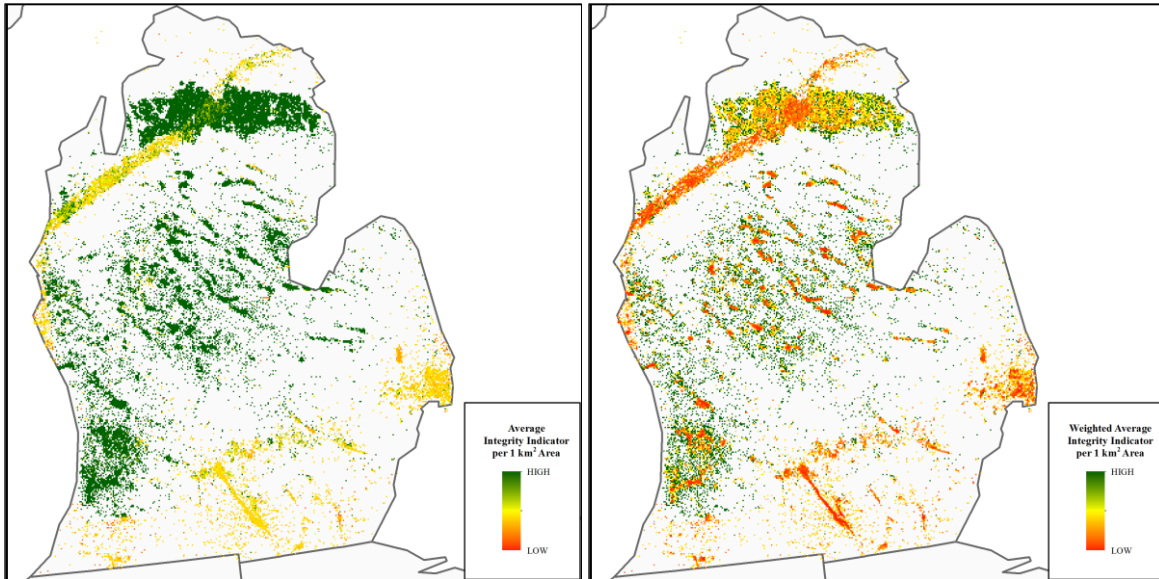 Average
Integrity Indicator
per 1 km² Area
HIGH
LOW
Weighted Average
Integrity Indicator
per 1 km² Area
HIGH
LOW